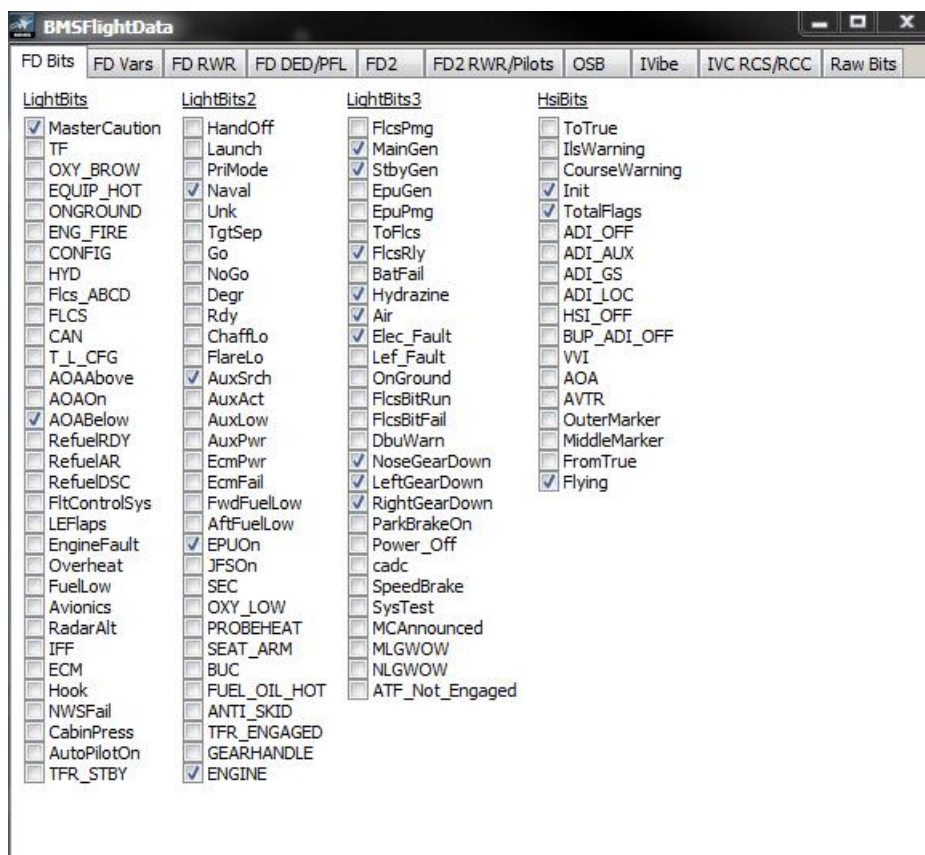 BMSFlightData
FD Bits FD Vars FD RWR FD DED/PFL FD2 FD2 RWR/Pilots OSB IVibe IVC RCS/RCC Raw Bits
LightBits LightBits2 LightBits3 HsiBits
MasterCaution HandOff FlcsPmg ToTrue
TF Launch MainGen IlsWarning
OXY_BROW PriMode StbyGen CourseWarning
EQUIP_HOT Naval EpuGen Init
ONGROUND Unk EpuPmg TotalFlags
ENG_FIRE TgtSep ToFlcs ADI_OFF
CONFIG Go FlcsRly ADI_AUX
HYD NoGo BatFail ADI_GS
Flcs_ABCD Degr Hydrazine ADI_LOC
FLCS Rdy Air HSI_OFF
CAN ChaffLo Elec_Fault BUP_ADI_OFF
T_L_CFG FlareLo Lef_Fault VVI
AOAAbove AuxSrch OnGround AOA
AOAOn AuxAct FlcsBitRun AVTR
AOABelow AuxLow FlcsBitFail OuterMarker
RefuelRDY AuxPwr DbuWarn MiddleMarker
RefuelAR EcmPwr NoseGearDown FromTrue
RefuelDSC EcmFail LeftGearDown Flying
FltControlSys FwdFuelLow RightGearDown
LEFlaps AftFuelLow ParkBrakeOn
EngineFault EPUOn Power_Off
Overheat JFSOn cadc
FuelLow SEC SpeedBrake
Avionics OXY_LOW SysTest
RadarAlt PROBEHEAT MCAnnounced
IFF SEAT_ARM MLGWOW
ECM BUC NLGWOW
Hook FUEL_OIL_HOT ATF_Not_Engaged
NWSFail ANTI_SKID
CabinPress TFR_ENGAGED
AutoPilotOn GEARHANDLE
TFR_STBY ENGINE